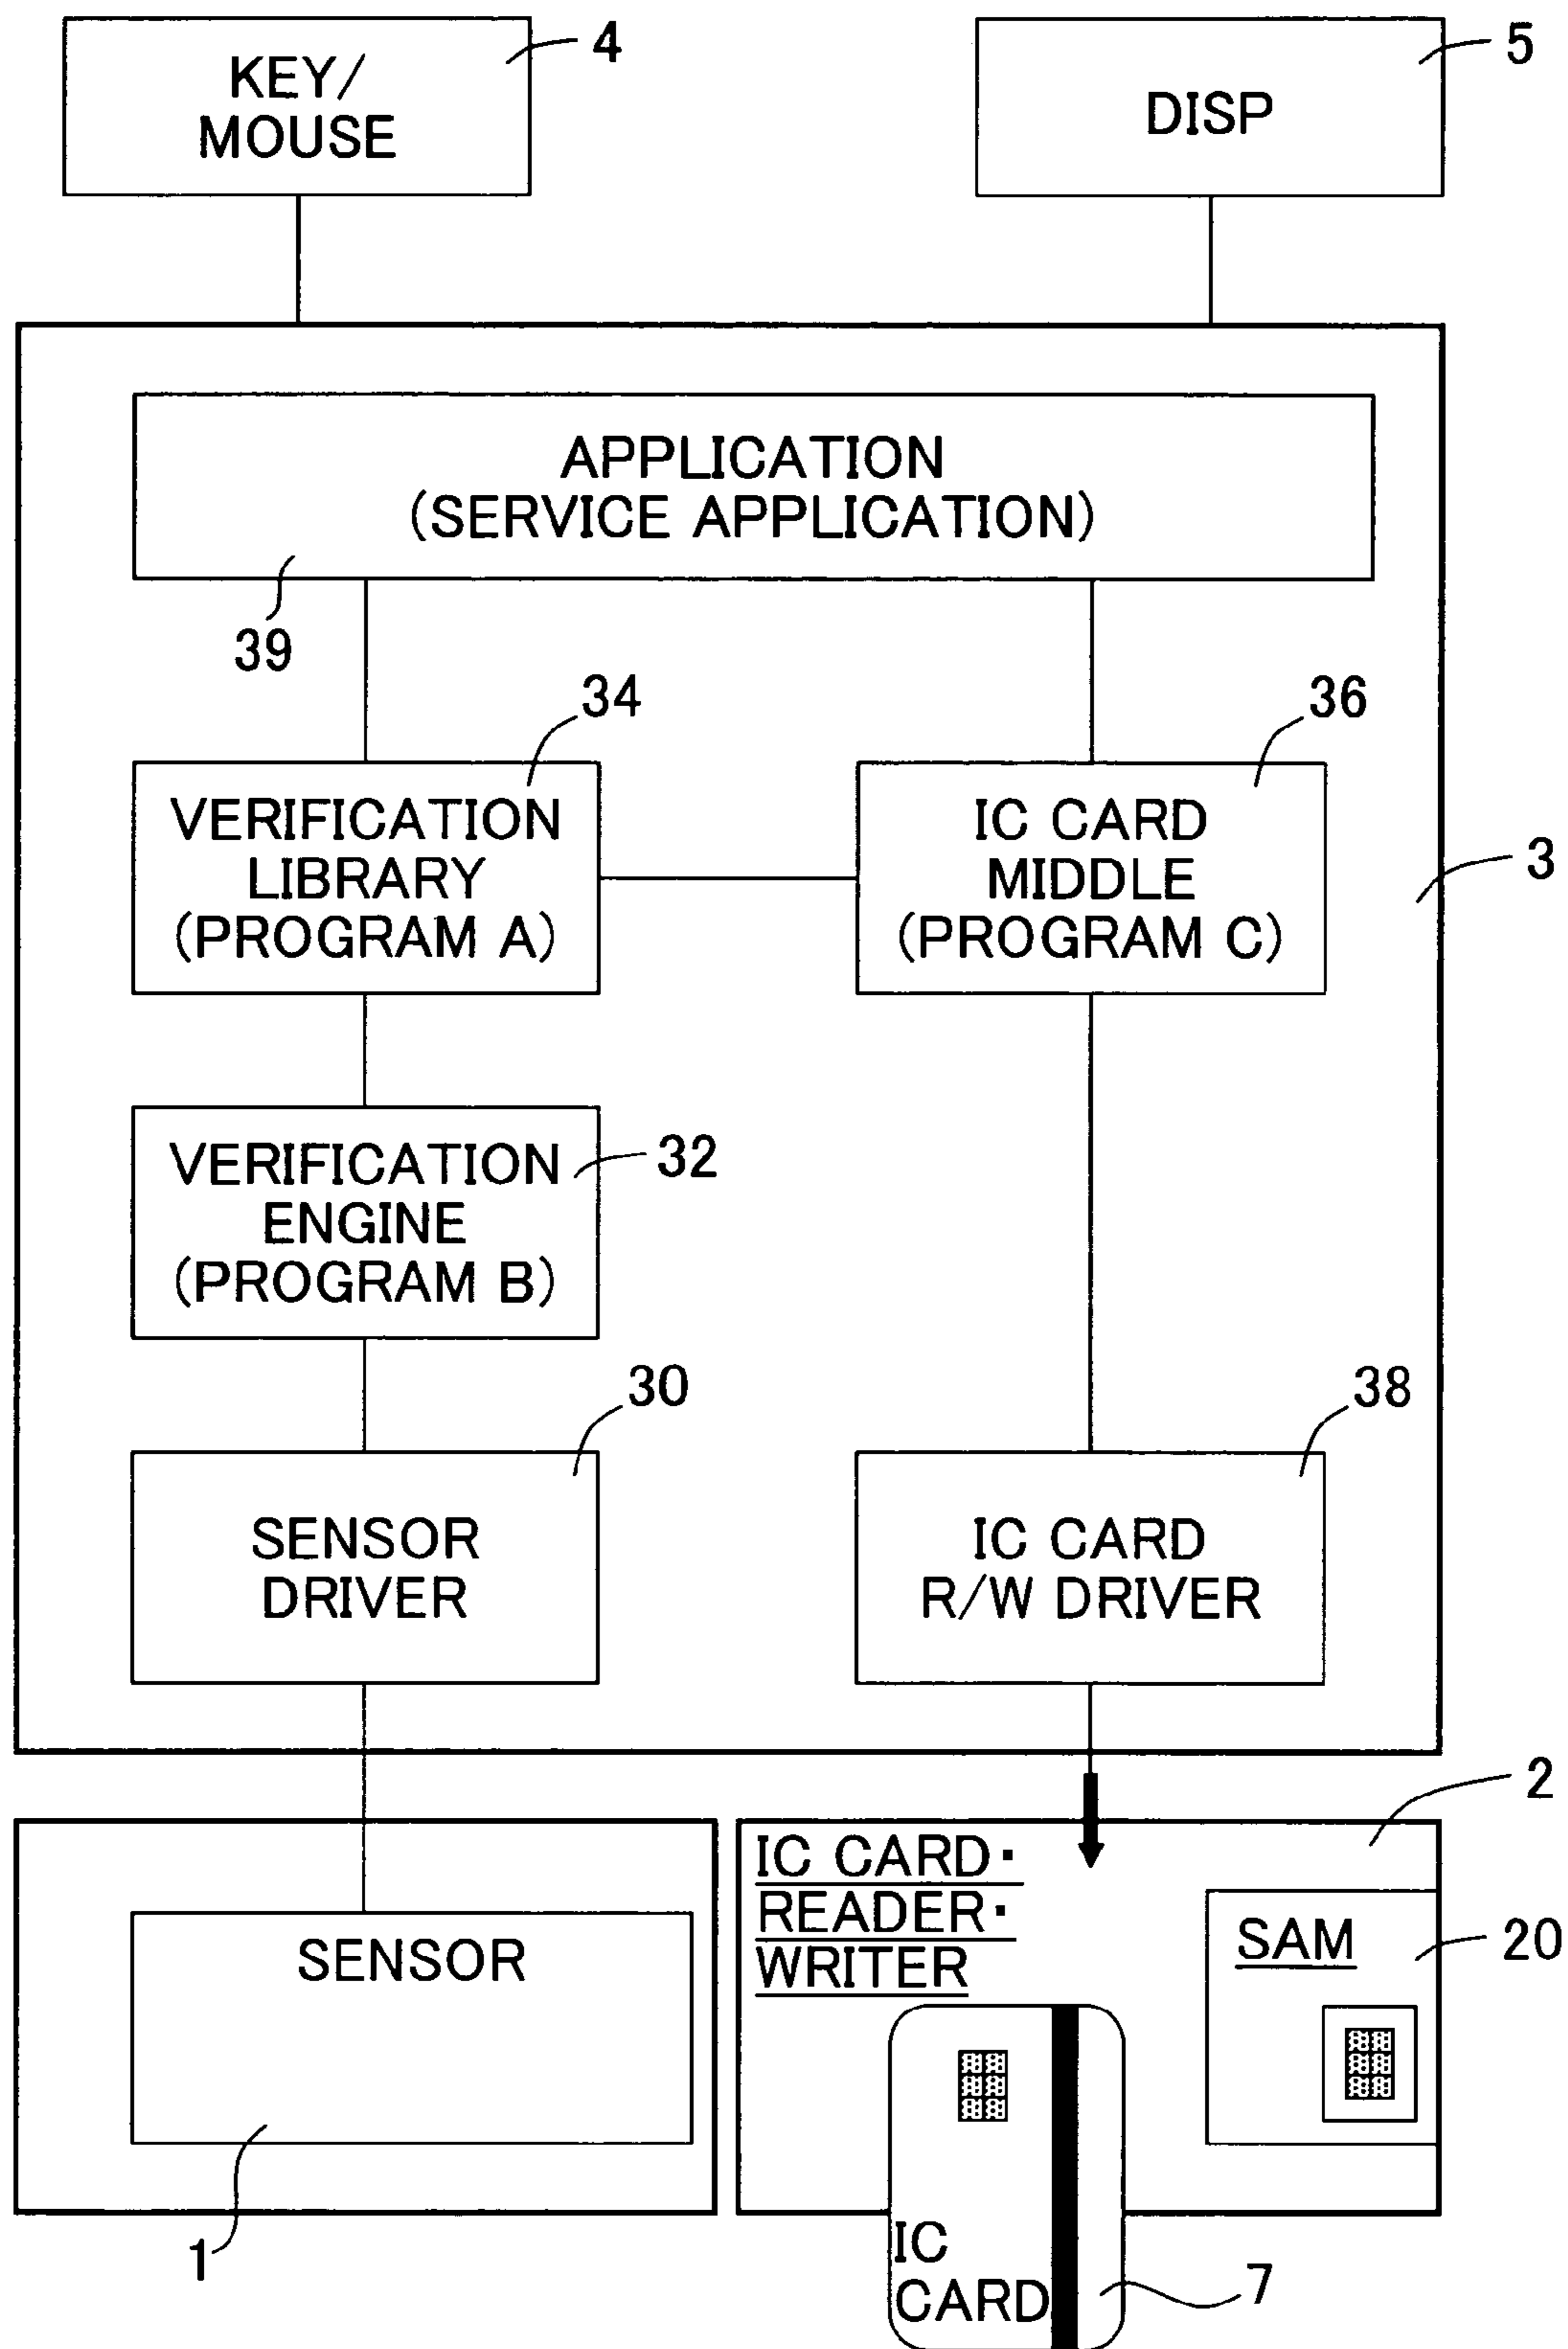 KEY/
MOUSE
4
DISP
5
APPLICATION
(SERVICE APPLICATION)
39
34
36
VERIFICATION
LIBRARY
(PROGRAM A)
IC CARD
MIDDLE
(PROGRAM C)
3
VERIFICATION
ENGINE
(PROGRAM B)
32
30
38
SENSOR
DRIVER
IC CARD
R/W DRIVER
2
IC CARD・
READER・
WRITER
SAM
20
SENSOR
1
IC
CARD
7